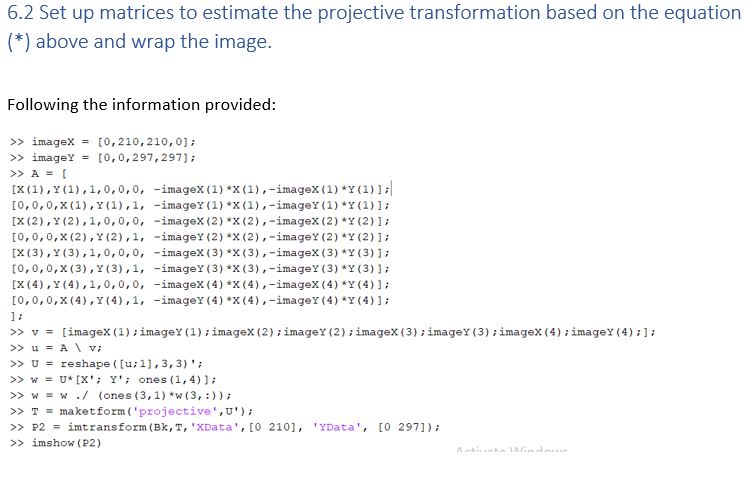 6.2 Set up matrices to estimate the projective transformation based on the equation
(*) above and wrap the image.
Following the information provided:
>> imageX = [0,210,210,0];
>> imageY = [0,0,297,297];
>> A = [
[X(1),Y(1),1,0,0,0, -imageX(1)*X(1),-imageX(1)*Y(1)];
[0,0,0,X(1),Y(1),1, -imageY(1)*X(1),-imageY(1)*Y(1)];
[X(2),Y(2),1,0,0,0, -imageX(2)*X(2),-imageX(2)*Y(2)];
[0,0,0,X(2),Y(2),1, -imageY(2)*X(2),-imageY(2)*Y(2)];
[X(3),Y(3),1,0,0,0, -imageX(3)*X(3),-imageX(3)*Y(3)];
[0,0,0,X(3),Y(3),1, -imageY(3)*X(3),-imageY(3)*Y(3)];
[X(4),Y(4),1,0,0,0, -imageX(4)*X(4),-imageX(4)*Y(4)];
[0,0,0,X(4),Y(4),1, -imageY(4)*X(4),-imageY(4)*Y(4)];
];
>> v = [imageX(1);imageY(1);imageX(2);imageY(2);imageX(3);imageY(3);imageX(4);imageY(4);];
>> u = A \ v;
>> U = reshape([u;1],3,3)';
>> w = U*[X'; Y'; ones(1,4)];
>> w = w ./ (ones(3,1)*w(3,:));
>> T = maketform('projective',U');
>> P2 = imtransform(Bk,T,'XData',[0 210], 'YData', [0 297]);
>> imshow(P2)
Activate Windows